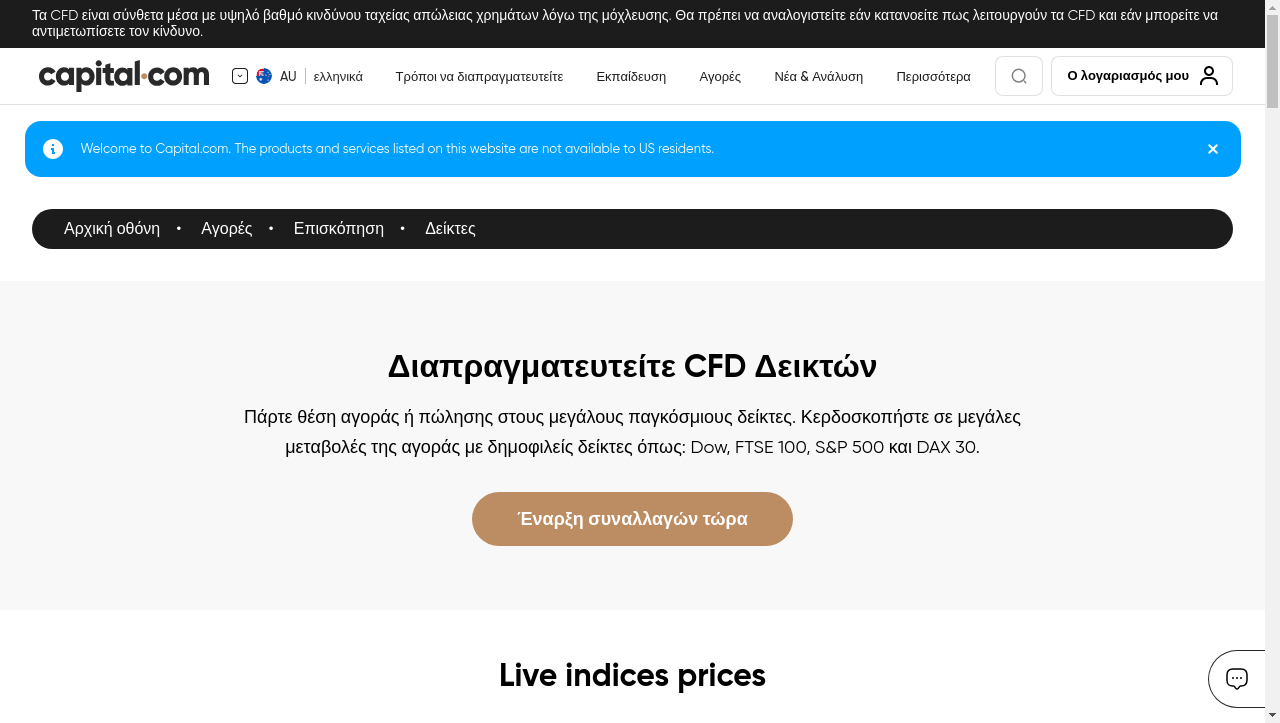 Τα CFD είναι σύνθετα μέσα με υψηλό βαθμό κινδύνου ταχείας απώλειας χρημάτων λόγω της μόχλευσης. Θα πρέπει να αναλογιστείτε εάν κατανοείτε πως λειτουργούν τα CFD και εάν μπορείτε να
αντιμετωπίσετε τον κίνδυνο.
capital.com AU ελληνικά Τρόποι να διαπραγματευτείτε Εκπαίδευση Αγορές Νέα & Ανάλυση Περισσότερα Ο λογαριασμός μου
Welcome to Capital.com. The products and services listed on this website are not available to US residents.
Αρχική οθόνη • Αγορές • Επισκόπηση • Δείκτες
Διαπραγματευτείτε CFD Δεικτών
Πάρτε θέση αγοράς ή πώλησης στους μεγάλους παγκόσμιους δείκτες. Κερδοσκοπήστε σε μεγάλες
μεταβολές της αγοράς με δημοφιλείς δείκτες όπως: Dow, FTSE 100, S&P 500 και DAX 30.
Έναρξη συναλλαγών τώρα
Live indices prices